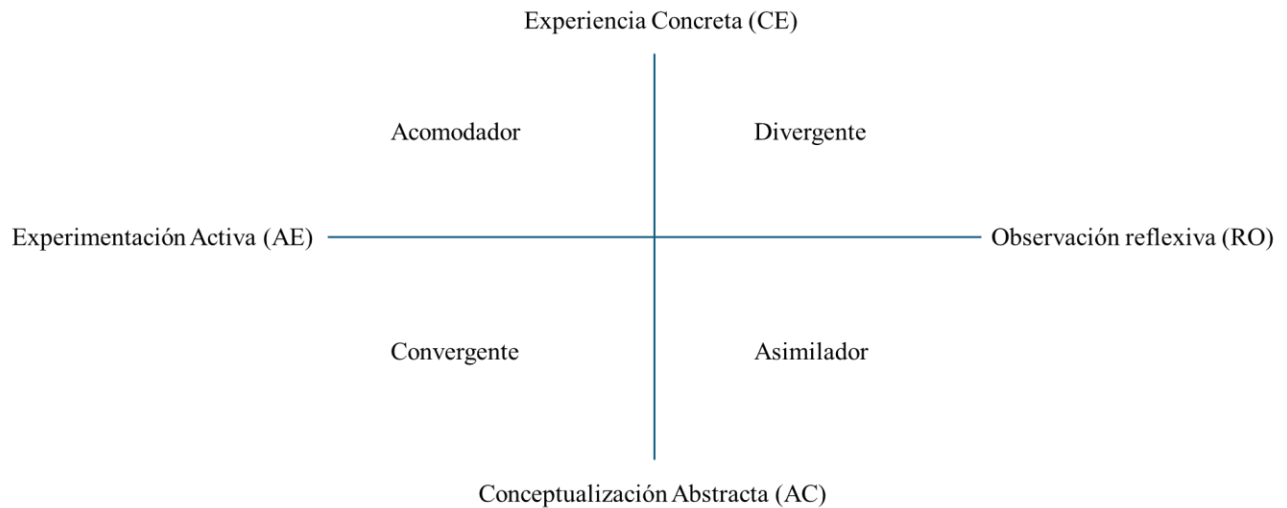 Experiencia Concreta (CE)
Acomodador
Divergente
Experimentación Activa (AE)
Observación reflexiva (RO)
Convergente
Asimilador
Conceptualización Abstracta (AC)